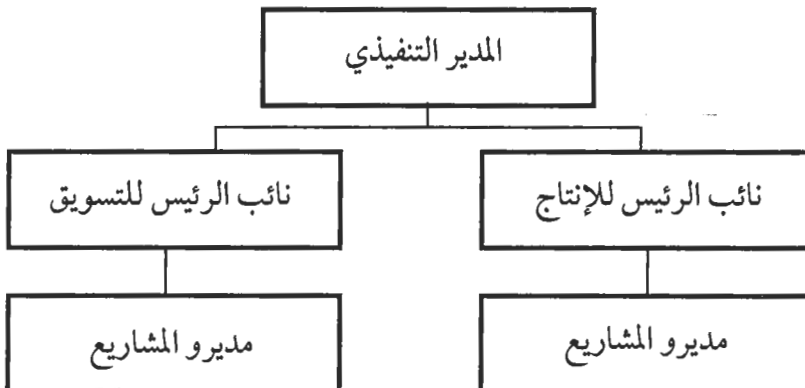 المدير التنفيذي
نائب الرئيس للإنتاج
نائب الرئيس للتسويق
مديرو المشاريع
مديرو المشاريع